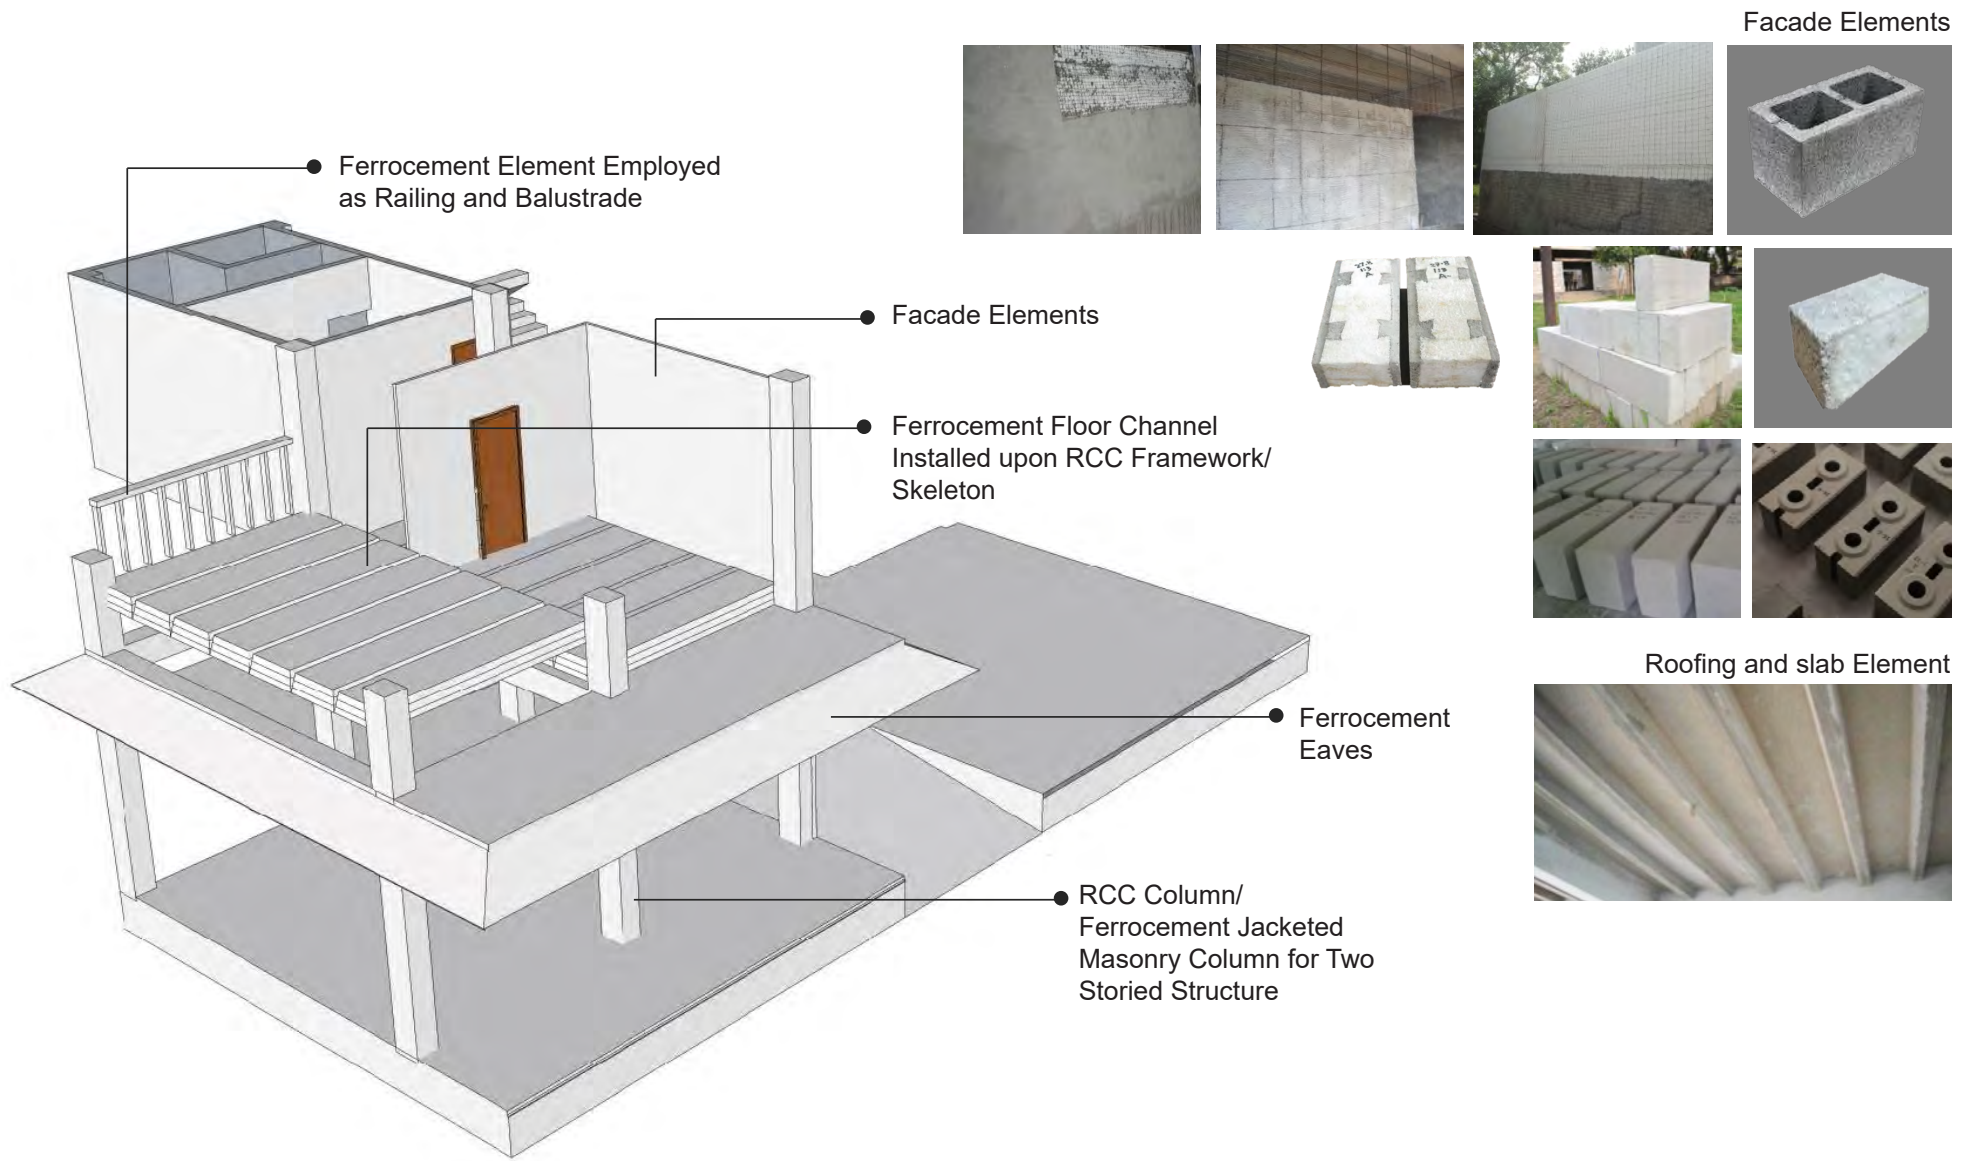 Facade Elements
Ferrocement Element Employed
as Railing and Balustrade
Facade Elements
Ferrocement Floor Channel
Installed upon RCC Framework/
Skeleton
Roofing and slab Element
Ferrocement
Eaves
RCC Column/
Ferrocement Jacketed
Masonry Column for Two
Storied Structure